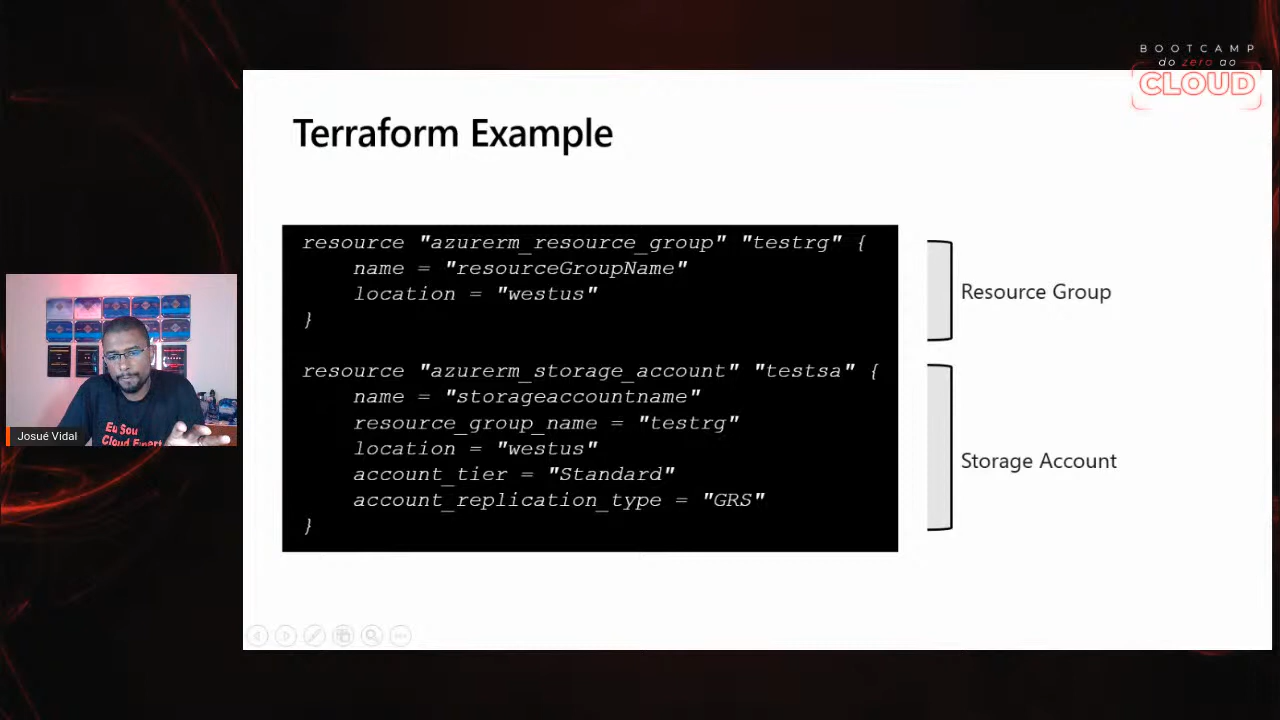 BOOTCAMP
do zero ao
CLOUD
Terraform Example
resource "azurerm_resource_group" "testrg" {
name = "resourceGroupName"
location = "westus"
}
Resource Group
resource "azurerm_storage_account" "testsa" {
name = "storageaccountname"
resource_group_name = "testrg"
location = "westus"
account_tier = "Standard"
account_replication_type = "GRS"
}
Storage Account
Eu Sou
Cloud Expert
Josué Vidal